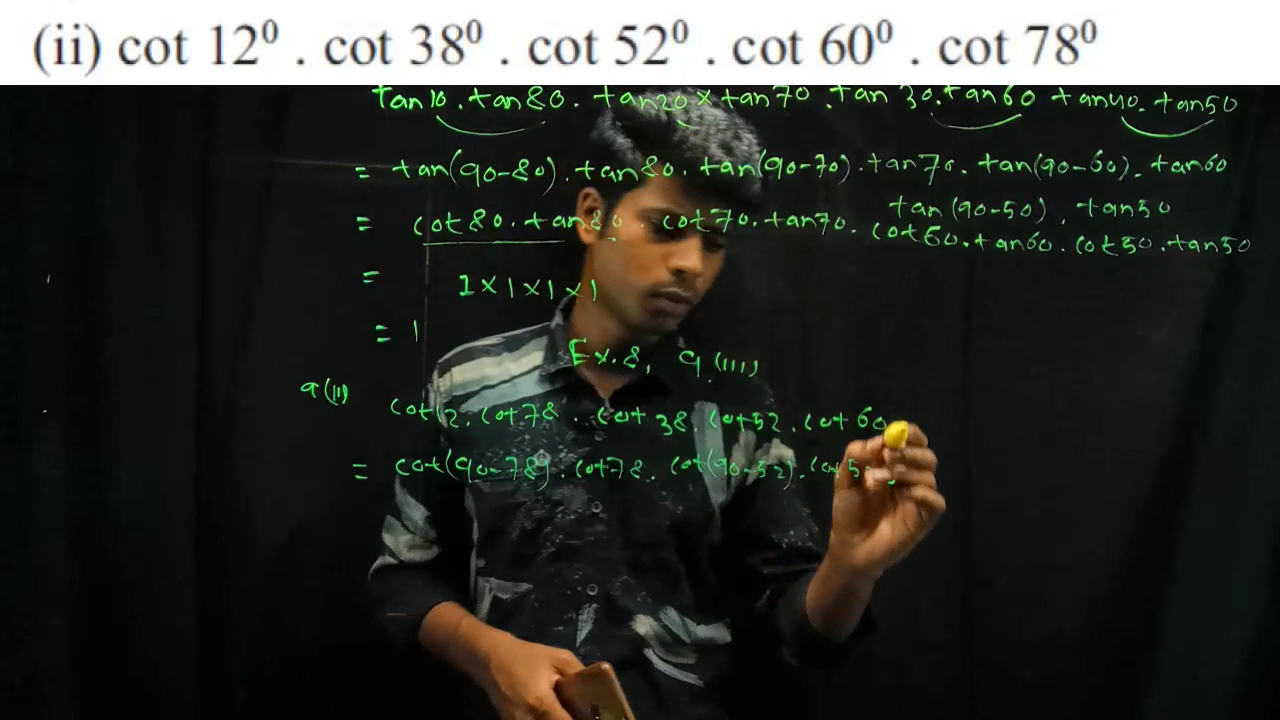 (ii) cot 12⁰ . cot 38⁰ . cot 52⁰ . cot 60⁰ . cot 78⁰
tan10 . tan80 . tan20 x tan70 . tan 30 . tan60 tan40 . tan50
= tan(90-80) . tan80 . tan(90-70) . tan70 . tan(90-60) . tan60
tan(90-50) . tan50
= cot80 . tan80 . cot70 . tan70 . cot60 . tan60 . cot50 . tan50
= 1 x 1 x 1 x 1
= 1
Ex. 8, 9.(iii)
9(ii) cot12 . cot78 . cot38 . cot52 . cot60
= cot(90-78) . cot78 . cot(90-52) .